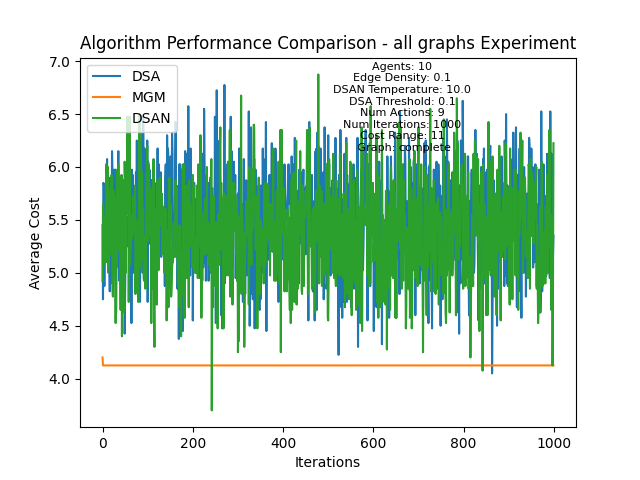 Algorithm Performance Comparison - all graphs Experiment
DSA
MGM
DSAN
Agents: 10
Edge Density: 0.1
DSAN Temperature: 10.0
DSA Threshold: 0.1
Num Actions: 9
Num Iterations: 1000
Cost Range: 11
Graph: complete
7.0
6.5
6.0
5.5
5.0
4.5
4.0
Average Cost
0
200
400
600
800
1000
Iterations